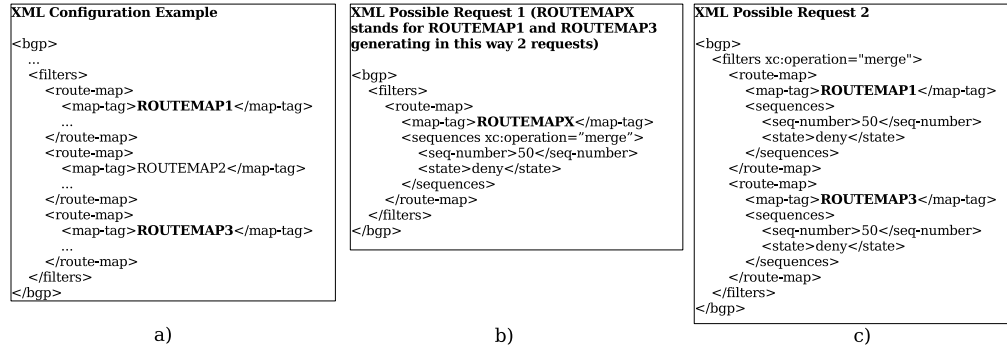 XML Configuration Example
<bgp>
...
<filters>
<route-map>
<map-tag>ROUTEMAP1</map-tag>
...
</route-map>
<route-map>
<map-tag>ROUTEMAP2</map-tag>
...
</route-map>
<route-map>
<map-tag>ROUTEMAP3</map-tag>
...
</route-map>
</filters>
</bgp>
a)
XML Possible Request 1 (ROUTEMAPX
stands for ROUTEMAP1 and ROUTEMAP3
generating in this way 2 requests)
<bgp>
<filters>
<route-map>
<map-tag>ROUTEMAPX</map-tag>
<sequences xc:operation=”merge”>
<seq-number>50</seq-number>
<state>deny</state>
</sequences>
</route-map>
</filters>
</bgp>
b)
XML Possible Request 2
<bgp>
<filters xc:operation="merge">
<route-map>
<map-tag>ROUTEMAP1</map-tag>
<sequences>
<seq-number>50</seq-number>
<state>deny</state>
</sequences>
</route-map>
<route-map>
<map-tag>ROUTEMAP3</map-tag>
<sequences>
<seq-number>50</seq-number>
<state>deny</state>
</sequences>
</route-map>
</filters>
</bgp>
c)